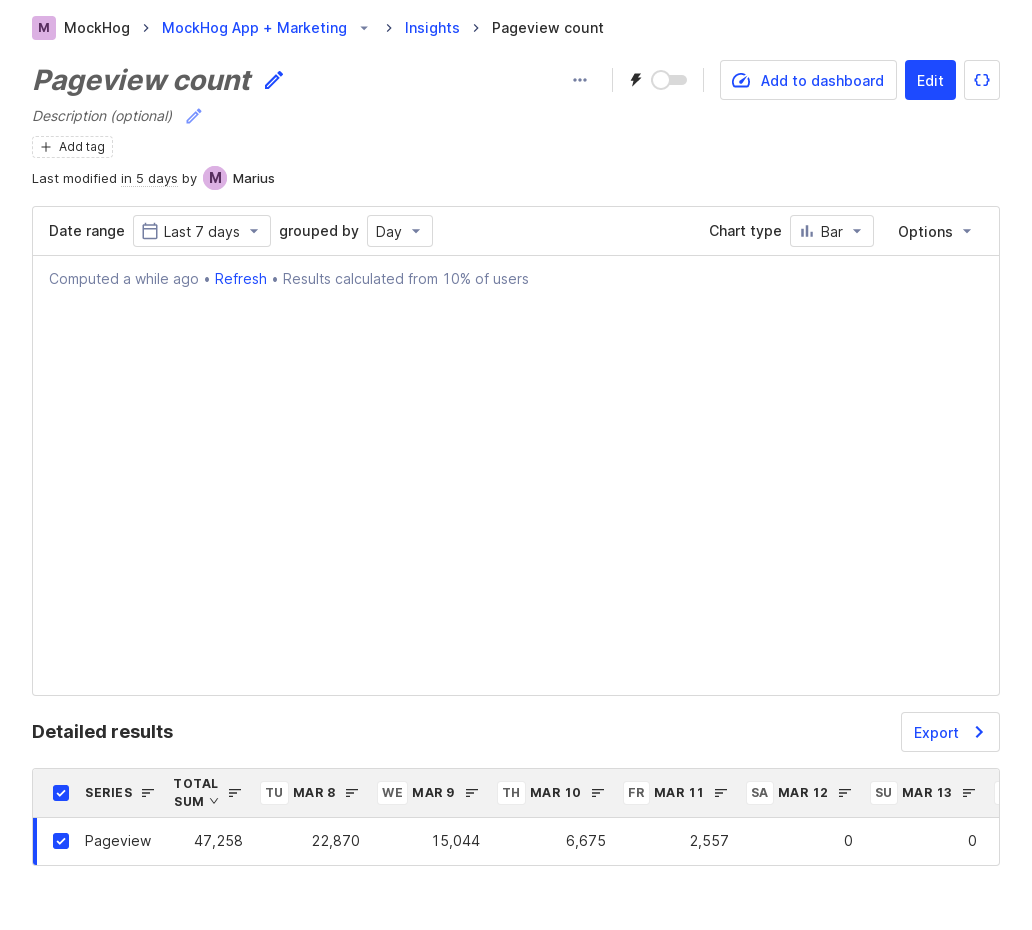 M MockHog MockHog App + Marketing Insights Pageview count
Pageview count
Add to dashboard Edit {}
Description (optional)
+ Add tag
Last modified in 5 days by M Marius
Date range Last 7 days grouped by Day Chart type Bar Options
Computed a while ago • Refresh • Results calculated from 10% of users
Detailed results
Export
SERIES TOTAL SUM TU MAR 8 WE MAR 9 TH MAR 10 FR MAR 11 SA MAR 12 SU MAR 13
Pageview 47,258 22,870 15,044 6,675 2,557 0 0